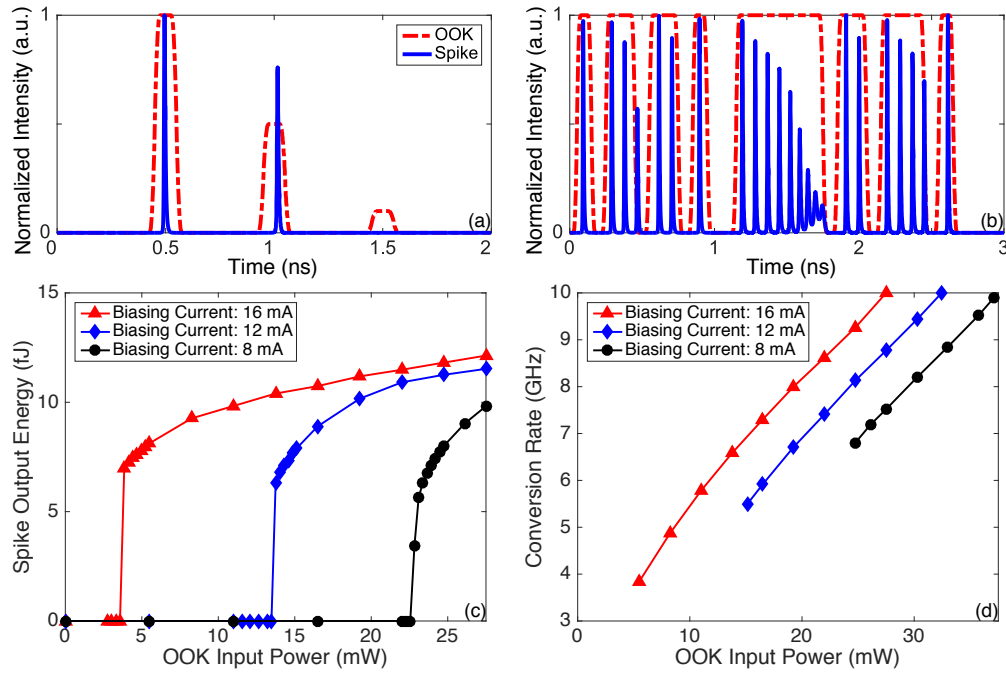 1
Normalized Intensity (a.u.)
0
0
0.5
1
1.5
2
Time (ns)
OOK
Spike
(a)
1
Normalized Intensity (a.u.)
0
0
1
2
3
Time (ns)
(b)
15
10
5
0
Spike Output Energy (fJ)
0
5
10
15
20
25
OOK Input Power (mW)
Biasing Current: 16 mA
Biasing Current: 12 mA
Biasing Current: 8 mA
(c)
10
9
8
7
6
5
4
3
Conversion Rate (GHz)
0
10
20
30
OOK Input Power (mW)
Biasing Current: 16 mA
Biasing Current: 12 mA
Biasing Current: 8 mA
(d)